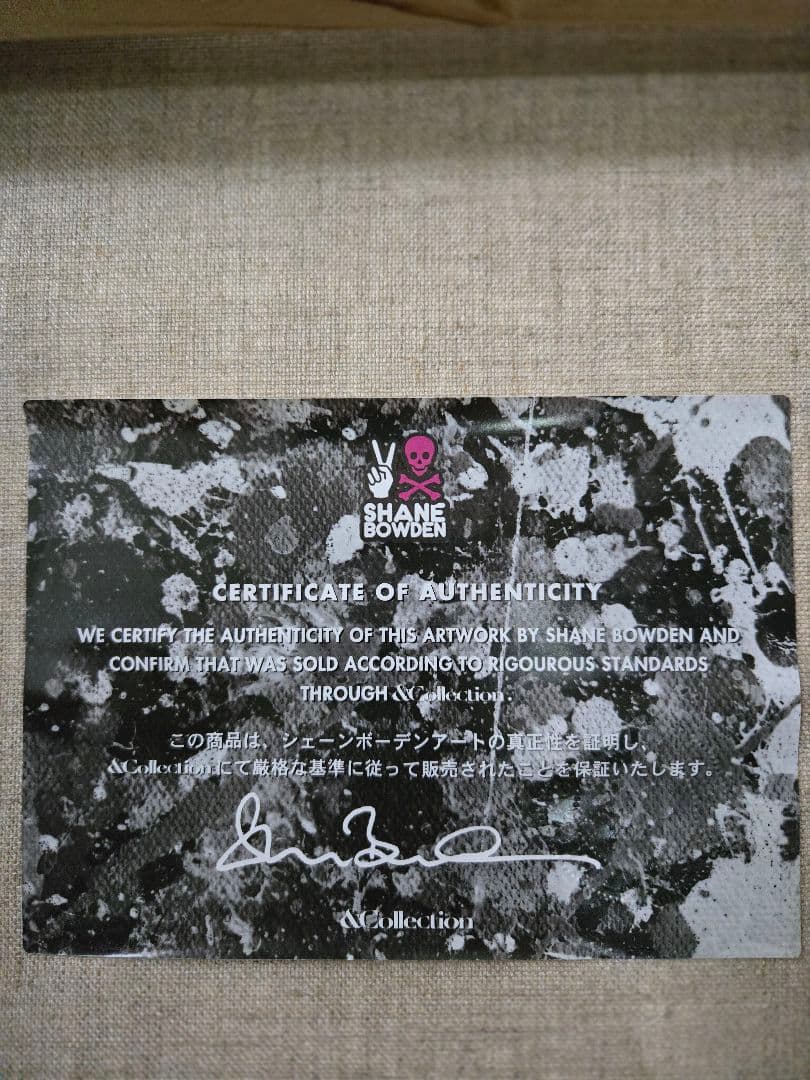 SHANE
BOWDEN
CERTIFICATE OF AUTHENTICITY
WE CERTIFY THE AUTHENTICITY OF THIS ARTWORK BY SHANE BOWDEN AND
CONFIRM THAT WAS SOLD ACCORDING TO RIGOUROUS STANDARDS
THROUGH &Collection.
この商品は、シェーンボーデンアートの真正性を証明し、
&Collectionにて厳格な基準に従って販売されたことを保証いたします。
&Collection